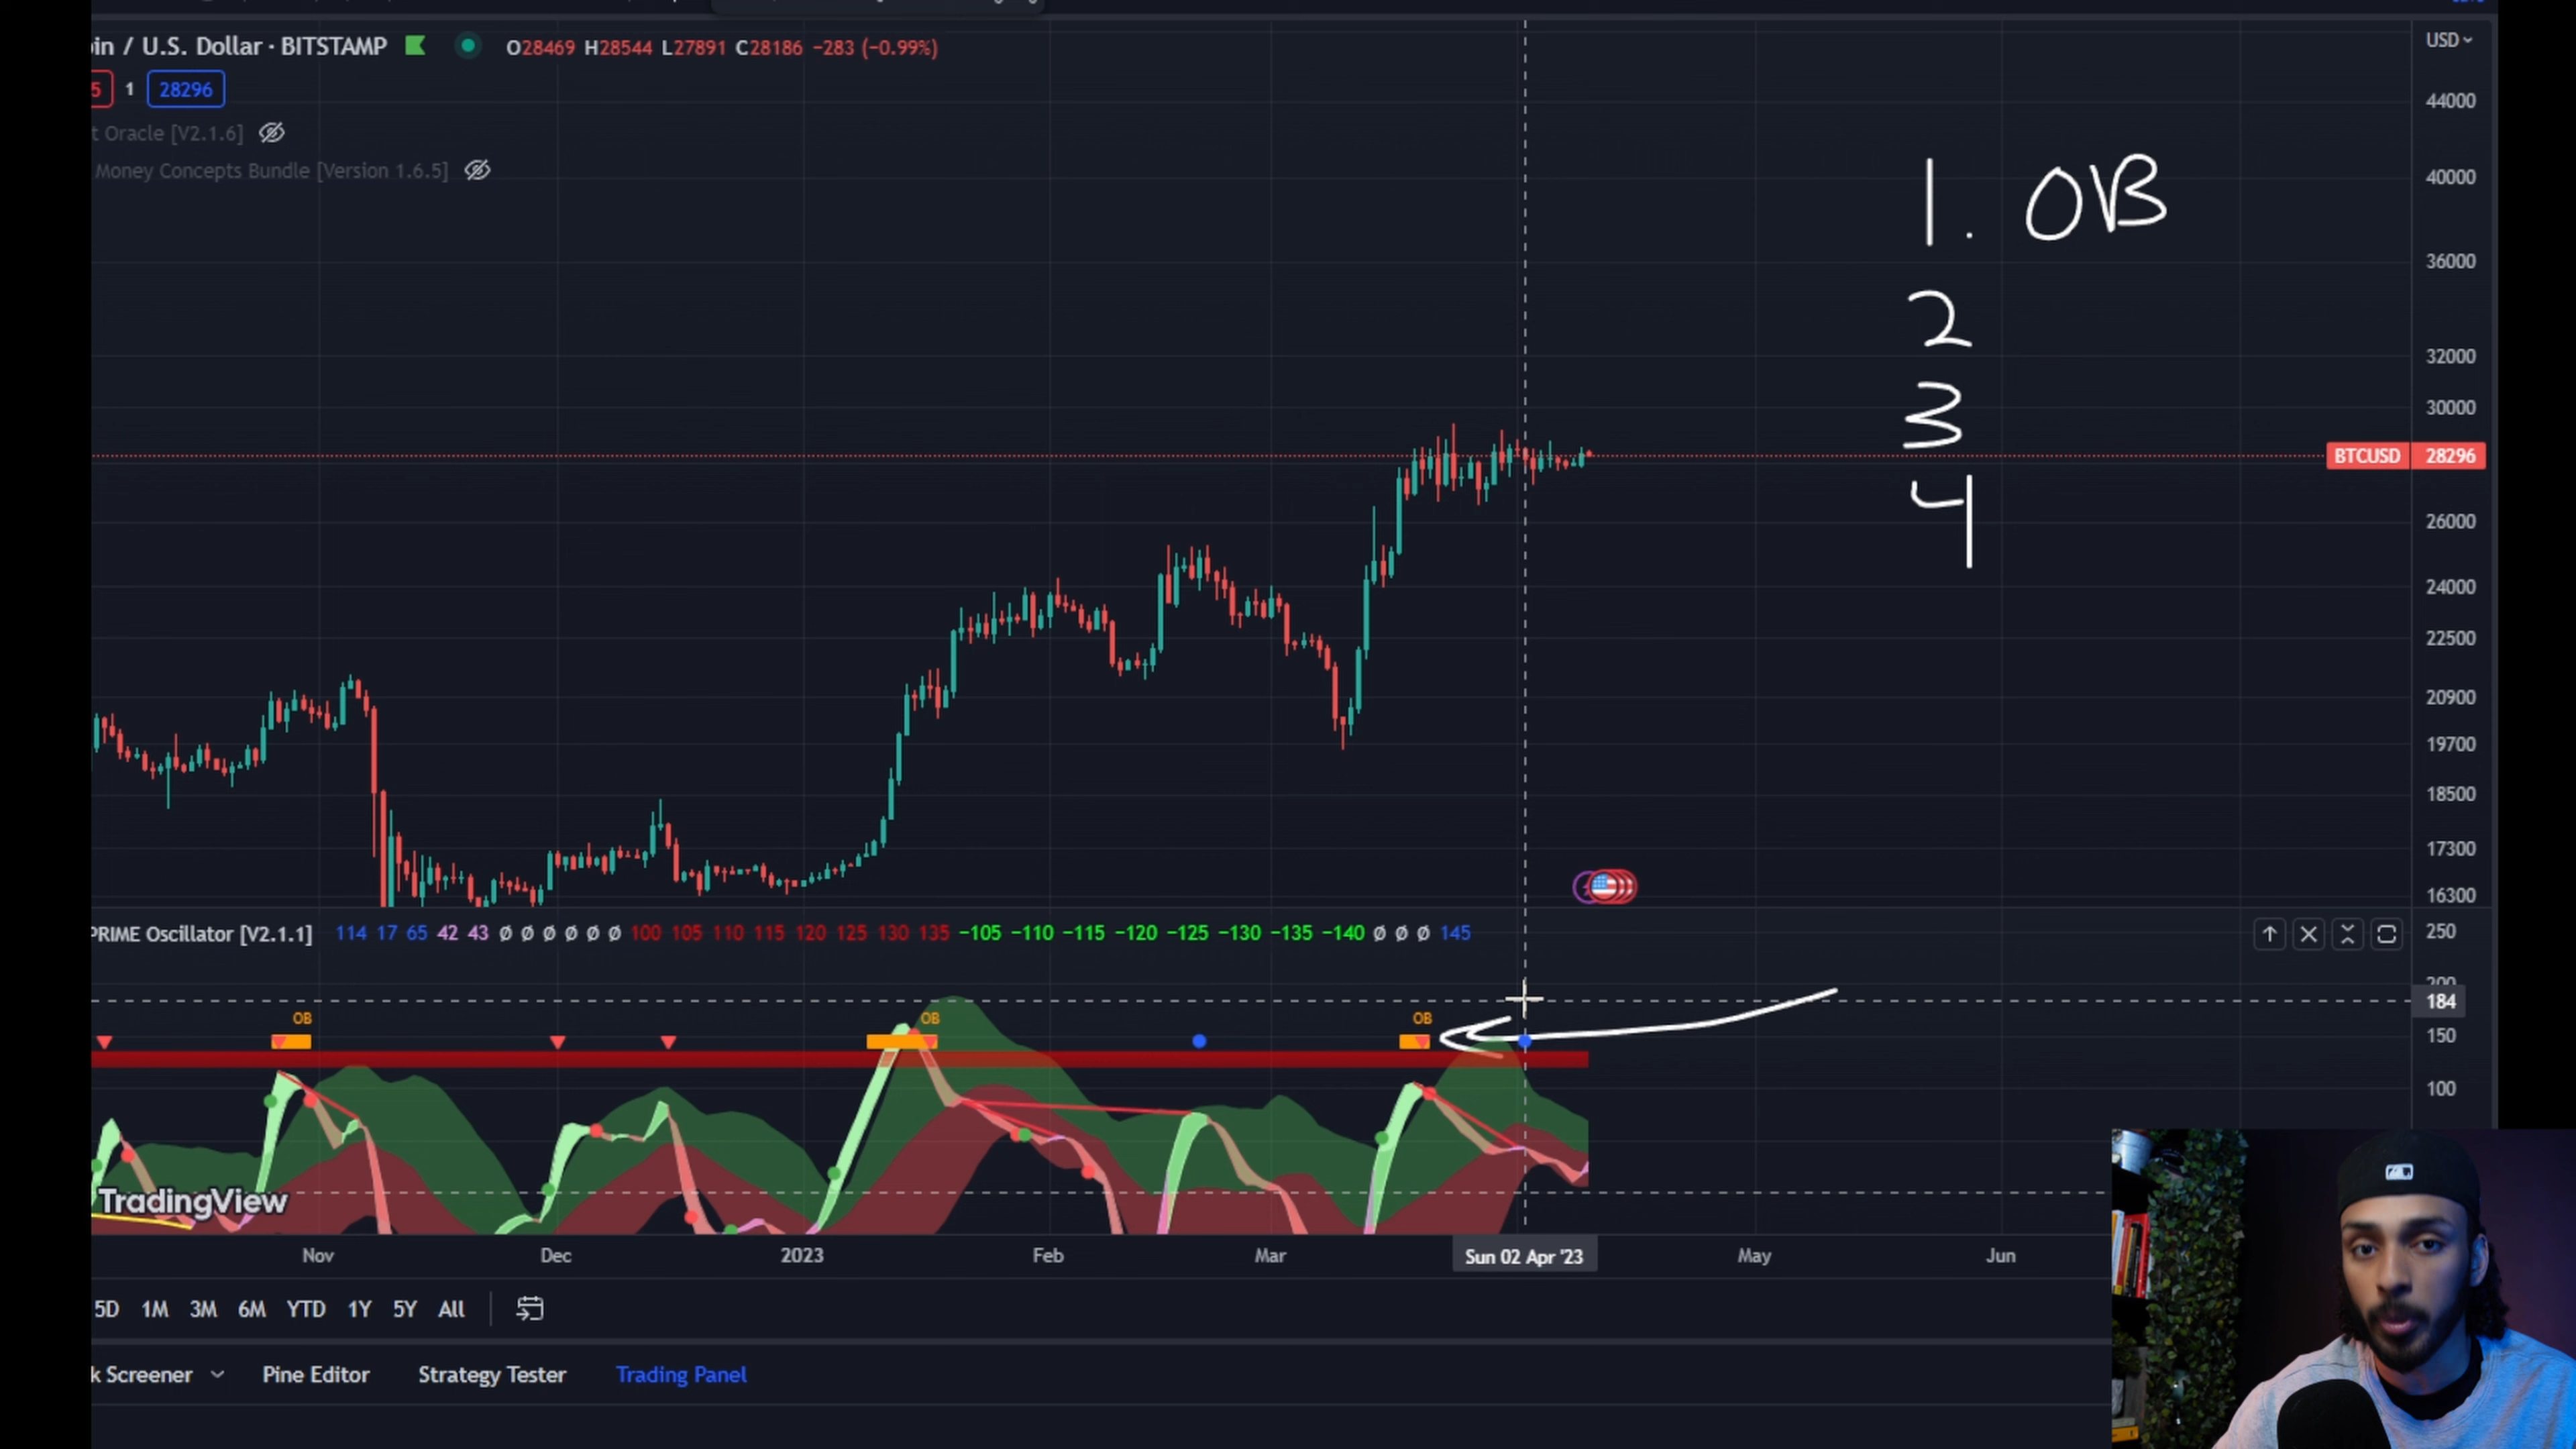 oin / U.S. Dollar · BITSTAMP O28469 H28544 L27891 C28186 −283 (−0.99%)
USD
5 1 28296
44000
t Oracle [V2.1.6]
Money Concepts Bundle [Version 1.6.5]
40000
1. OB
36000
2
32000
3
30000
BTCUSD 28296
4
26000
24000
22500
20900
19700
18500
17300
16300
PRIME Oscillator [V2.1.1] 114 17 65 42 43 Ø Ø Ø Ø Ø Ø 100 105 110 115 120 125 130 135 −105 −110 −115 −120 −125 −130 −135 −140 Ø Ø Ø 145
250
200
184
OB OB OB
150
100
TradingView
Nov Dec 2023 Feb Mar Sun 02 Apr '23 May Jun
5D 1M 3M 6M YTD 1Y 5Y All
k Screener Pine Editor Strategy Tester Trading Panel